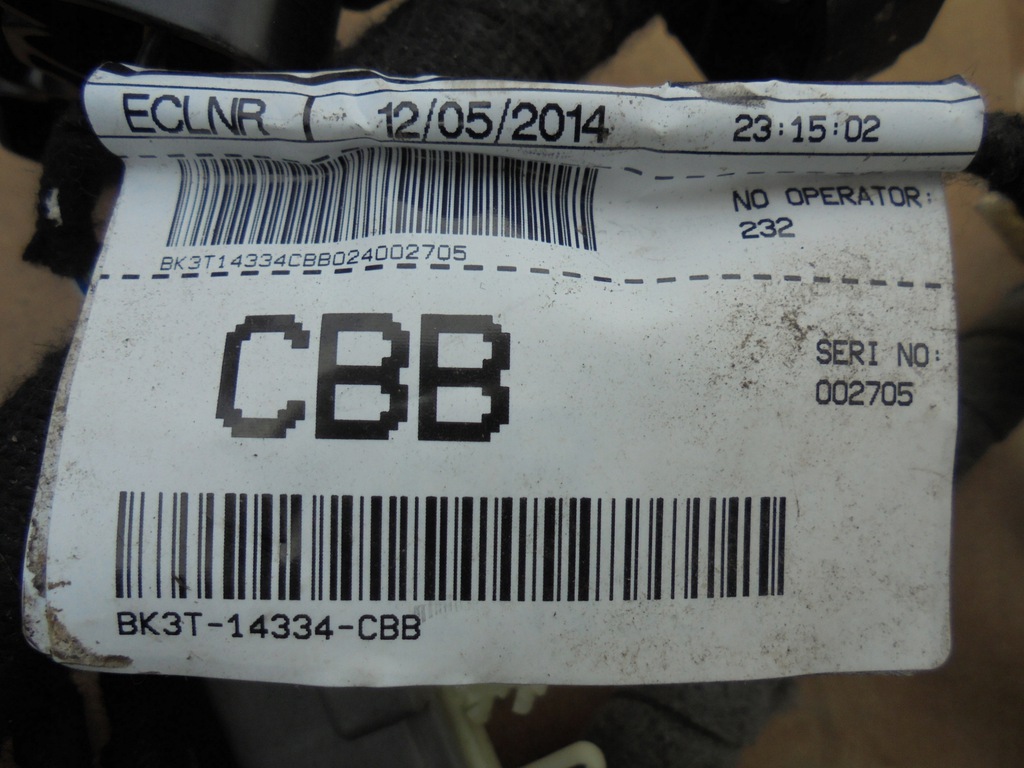 ECLNR ( 12/05/2014 23:15:02
NO OPERATOR:
232
BK3T14334CBB024002705
CBB
SERI NO:
002705
BK3T-14334-CBB